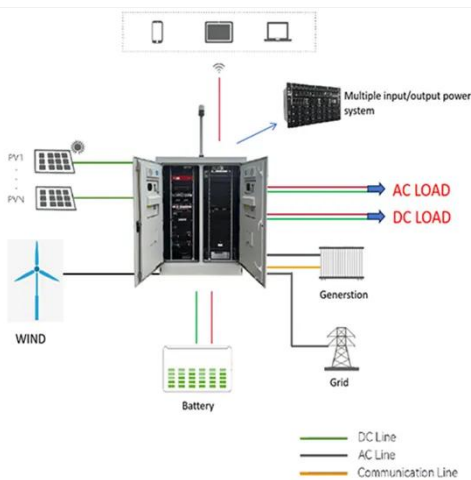 Multiple input/output power
system
PV1
PVN
AC LOAD
DC LOAD
WIND
Generstion
Grid
Battery
DC Line
AC Line
Communication Line